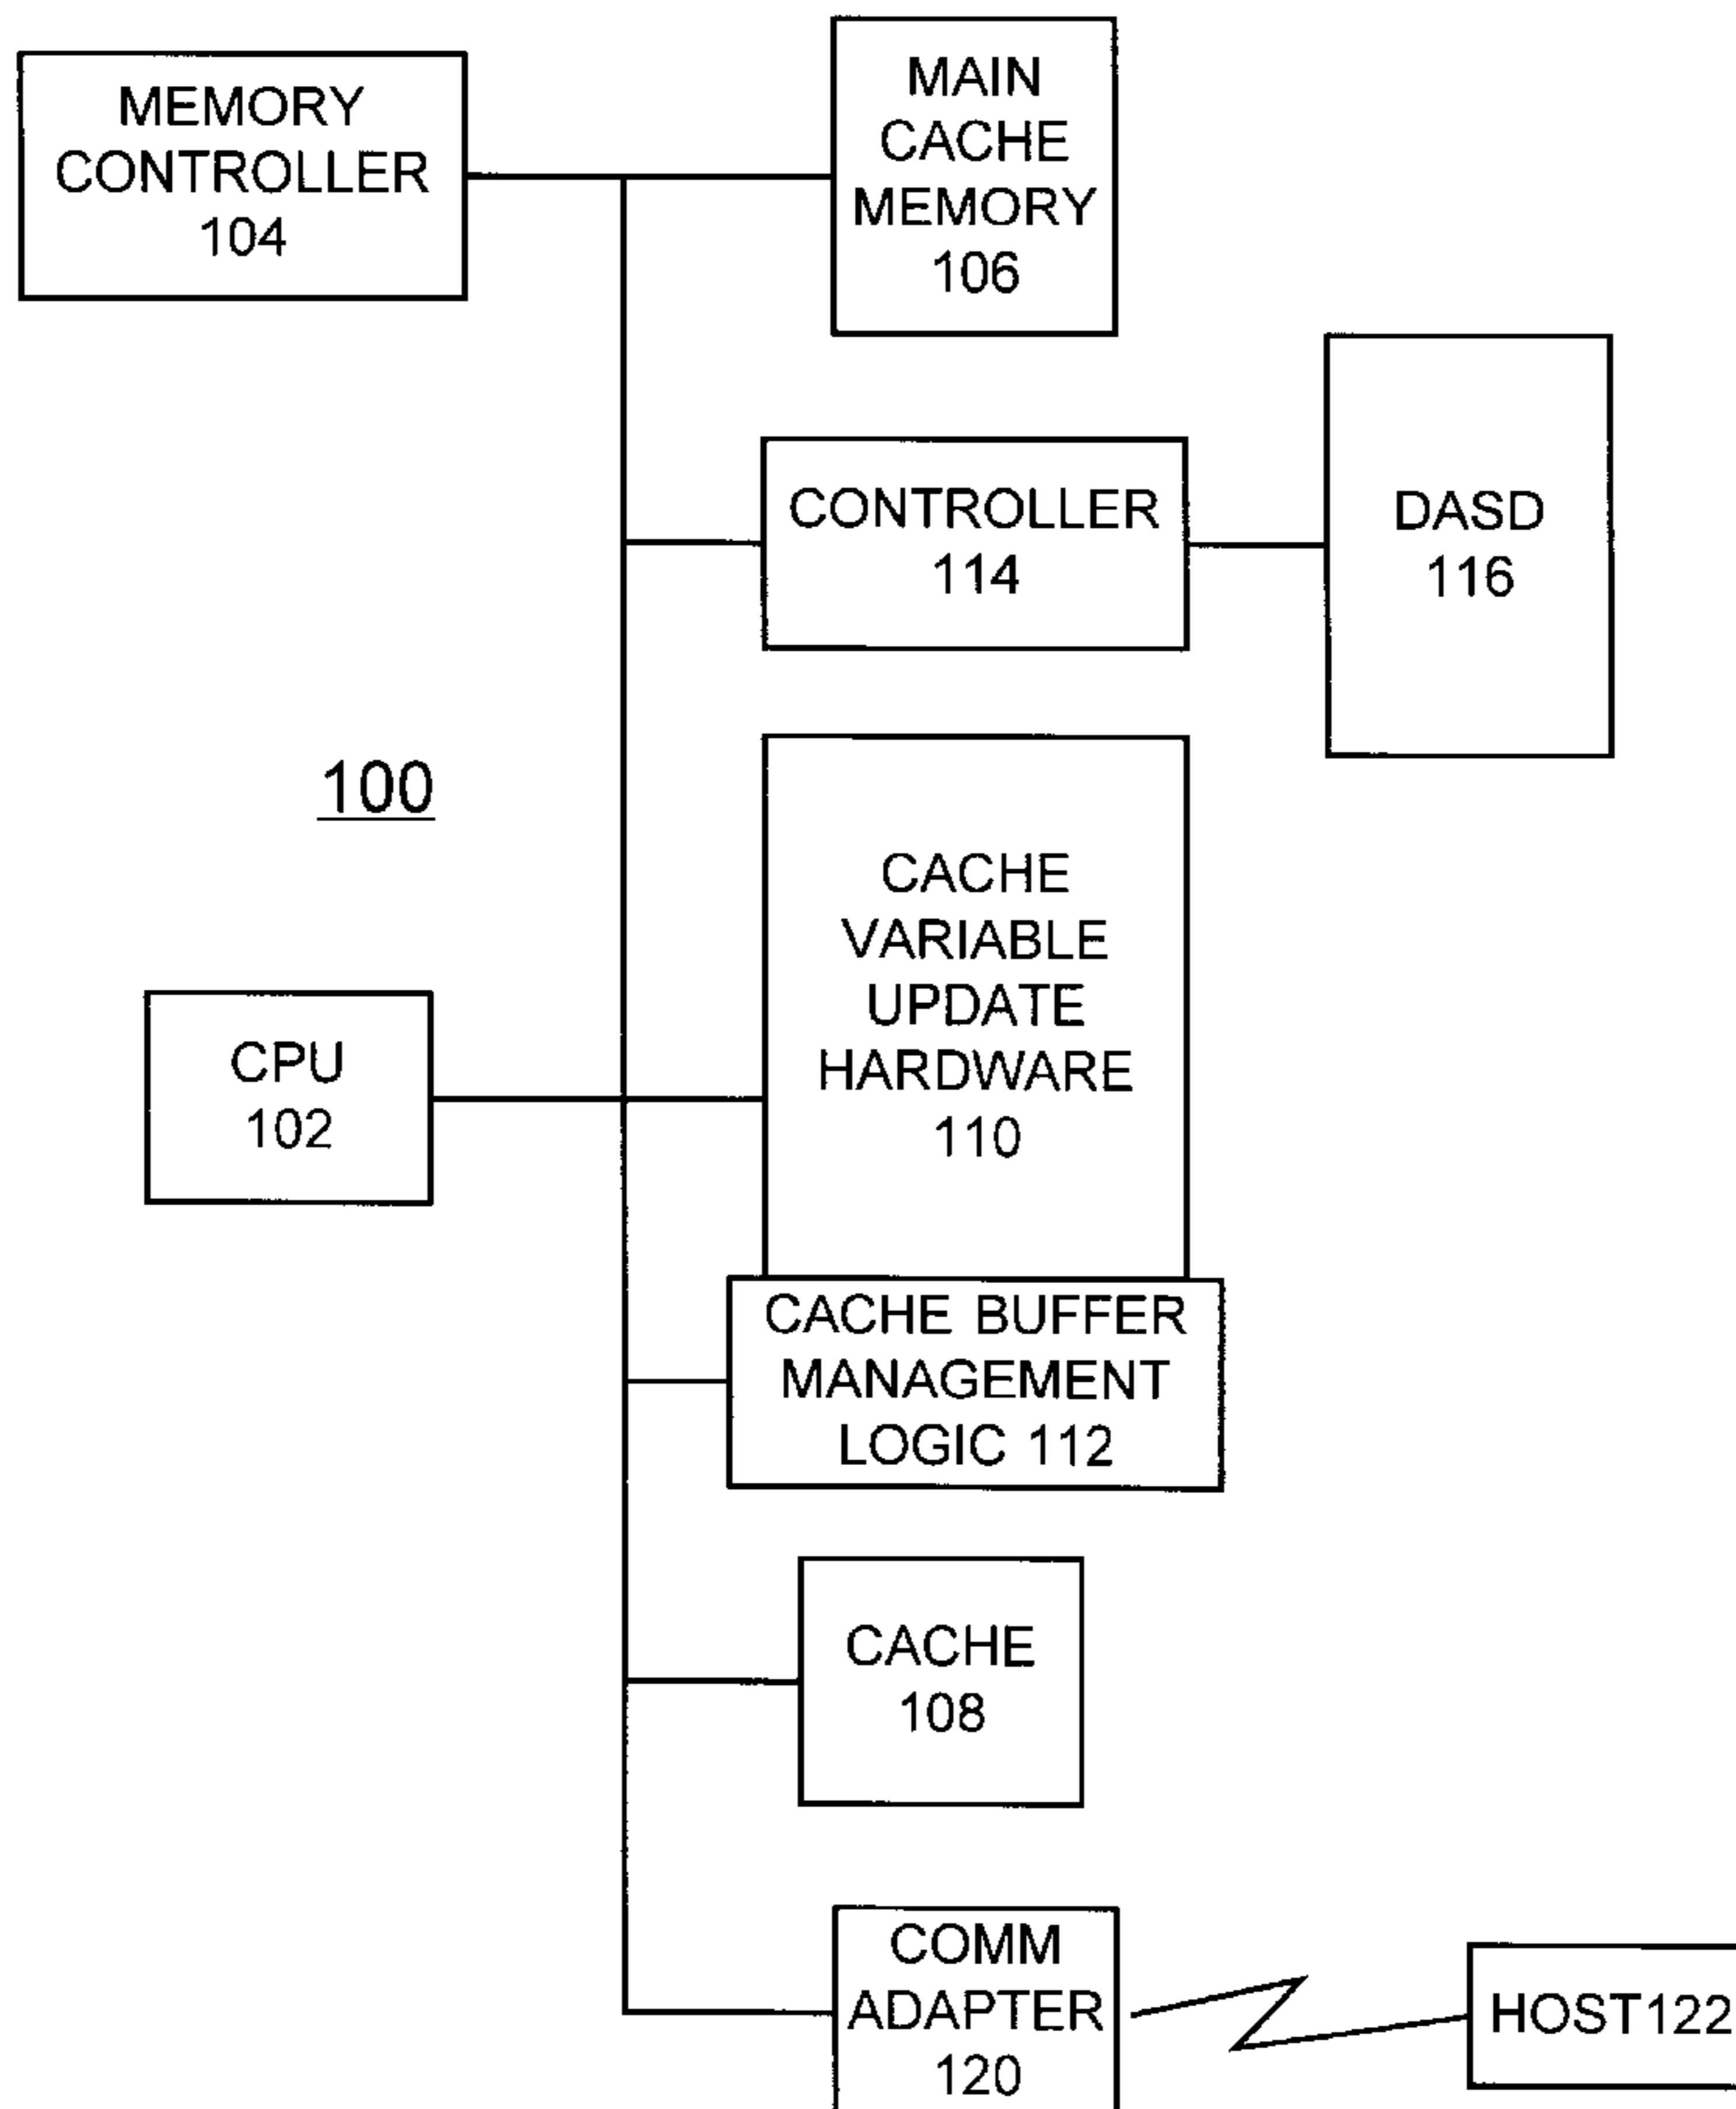 MEMORY
CONTROLLER
104
MAIN
CACHE
MEMORY
106
CONTROLLER
114
DASD
116
100
CACHE
VARIABLE
UPDATE
HARDWARE
110
CPU
102
CACHE BUFFER
MANAGEMENT
LOGIC 112
CACHE
108
COMM
ADAPTER
120
HOST122